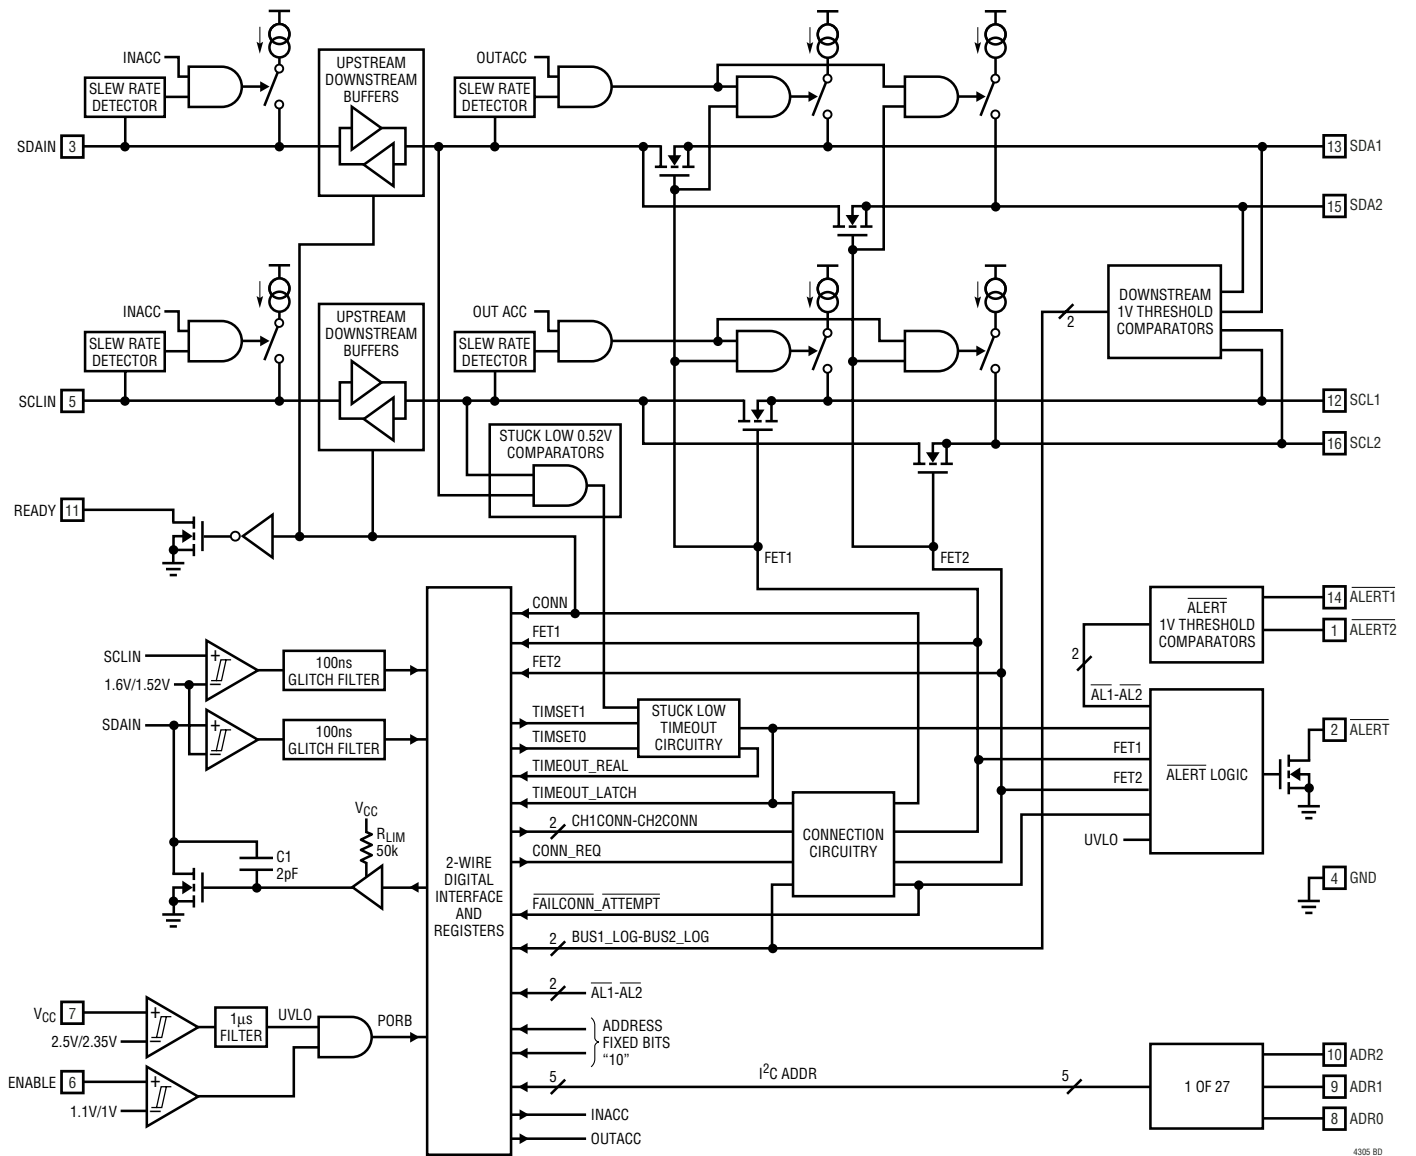 INACC
SLEW RATE
DETECTOR
UPSTREAM
DOWNSTREAM
BUFFERS
OUTACC
SLEW RATE
DETECTOR
SDAIN 3
13 SDA1
15 SDA2
INACC
SLEW RATE
DETECTOR
UPSTREAM
DOWNSTREAM
BUFFERS
OUT ACC
SLEW RATE
DETECTOR
DOWNSTREAM
1V THRESHOLD
COMPARATORS
2
SCLIN 5
12 SCL1
16 SCL2
STUCK LOW 0.52V
COMPARATORS
READY 11
FET1
FET2
CONN
FET1
FET2
ALERT
1V THRESHOLD
COMPARATORS
14 ALERT1
1 ALERT2
2
AL1-AL2
SCLIN
1.6V/1.52V
SDAIN
100ns
GLITCH FILTER
100ns
GLITCH FILTER
TIMSET1
TIMSET0
TIMEOUT_REAL
TIMEOUT_LATCH
STUCK LOW
TIMEOUT
CIRCUITRY
FET1
FET2
UVLO
ALERT LOGIC
2 ALERT
VCC
RLIM
50k
C1
2pF
2-WIRE
DIGITAL
INTERFACE
AND
REGISTERS
2 CH1CONN-CH2CONN
CONN_REQ
CONNECTION
CIRCUITRY
FAILCONN_ATTEMPT
2 BUS1_LOG-BUS2_LOG
4 GND
2 AL1-AL2
VCC 7
2.5V/2.35V
1µs
FILTER
UVLO
PORB
ENABLE 6
1.1V/1V
ADDRESS
FIXED BITS
“10”
5 I2C ADDR 5
1 OF 27
10 ADR2
9 ADR1
8 ADR0
INACC
OUTACC
4305 BD